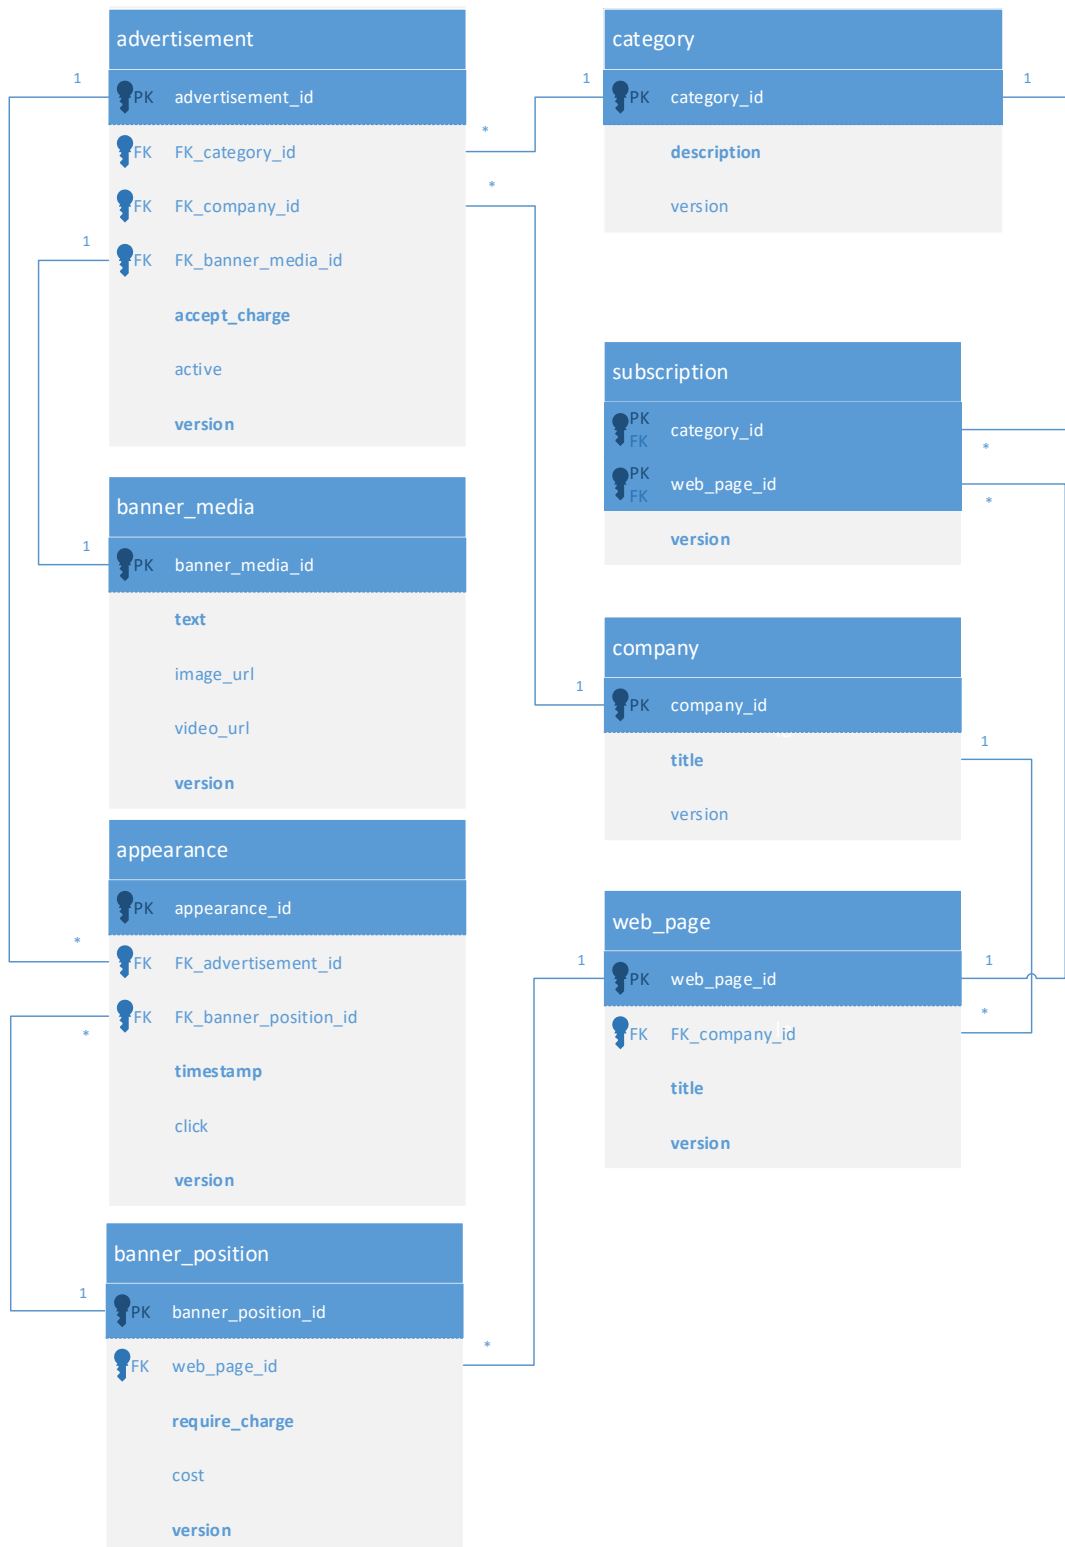 advertisement
1
PK advertisement_id
*
FK FK_category_id
*
FK FK_company_id
1
FK FK_banner_media_id
accept_charge
active
version
banner_media
1
PK banner_media_id
text
image_url
video_url
version
appearance
PK appearance_id
*
FK FK_advertisement_id
FK FK_banner_position_id
*
timestamp
click
version
banner_position
1
PK banner_position_id
*
FK web_page_id
require_charge
cost
version
category
1
1
PK category_id
description
version
subscription
PK
FK category_id
*
PK
FK web_page_id
*
version
company
1
PK company_id
1
title
version
web_page
1
1
PK web_page_id
*
FK FK_company_id
title
version